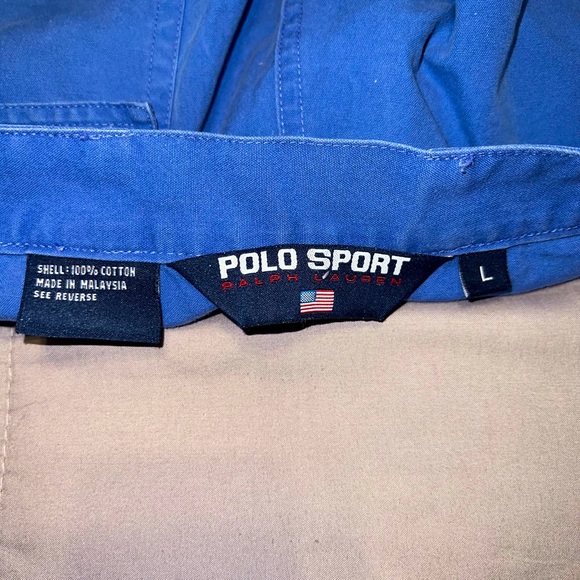 SHELL: 100% COTTON
MADE IN MALAYSIA
SEE REVERSE
POLO SPORT
RALPH LAUREN
L